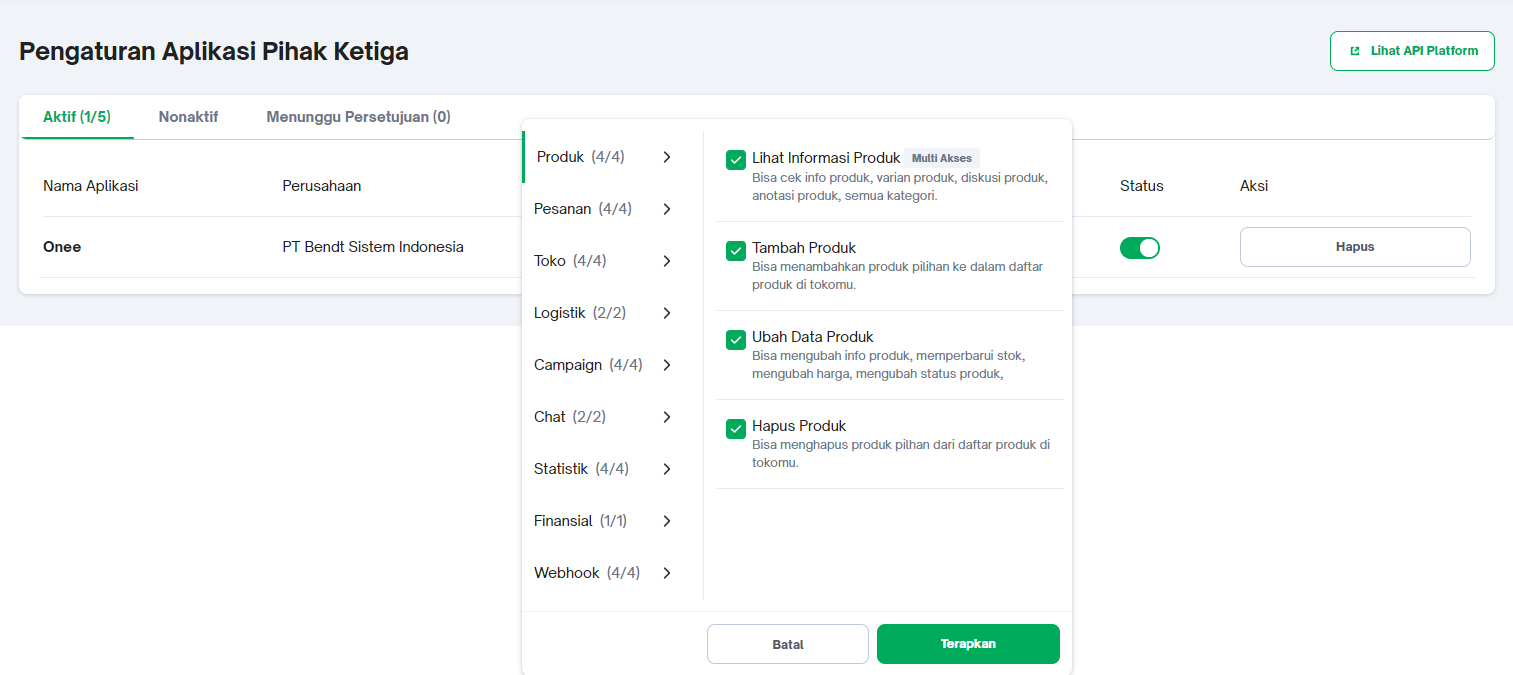 Pengaturan Aplikasi Pihak Ketiga
Lihat API Platform
Aktif (1/5) Nonaktif Menunggu Persetujuan (0)
Nama Aplikasi Perusahaan Status Aksi
Onee PT Bendt Sistem Indonesia Hapus
Produk (4/4)
Pesanan (4/4)
Toko (4/4)
Logistik (2/2)
Campaign (4/4)
Chat (2/2)
Statistik (4/4)
Finansial (1/1)
Webhook (4/4)
Lihat Informasi Produk Multi Akses
Bisa cek info produk, varian produk, diskusi produk,
anotasi produk, semua kategori.
Tambah Produk
Bisa menambahkan produk pilihan ke dalam daftar
produk di tokomu.
Ubah Data Produk
Bisa mengubah info produk, memperbarui stok,
mengubah harga, mengubah status produk,
Hapus Produk
Bisa menghapus produk pilhan dari daftar produk di
tokomu.
Batal Terapkan